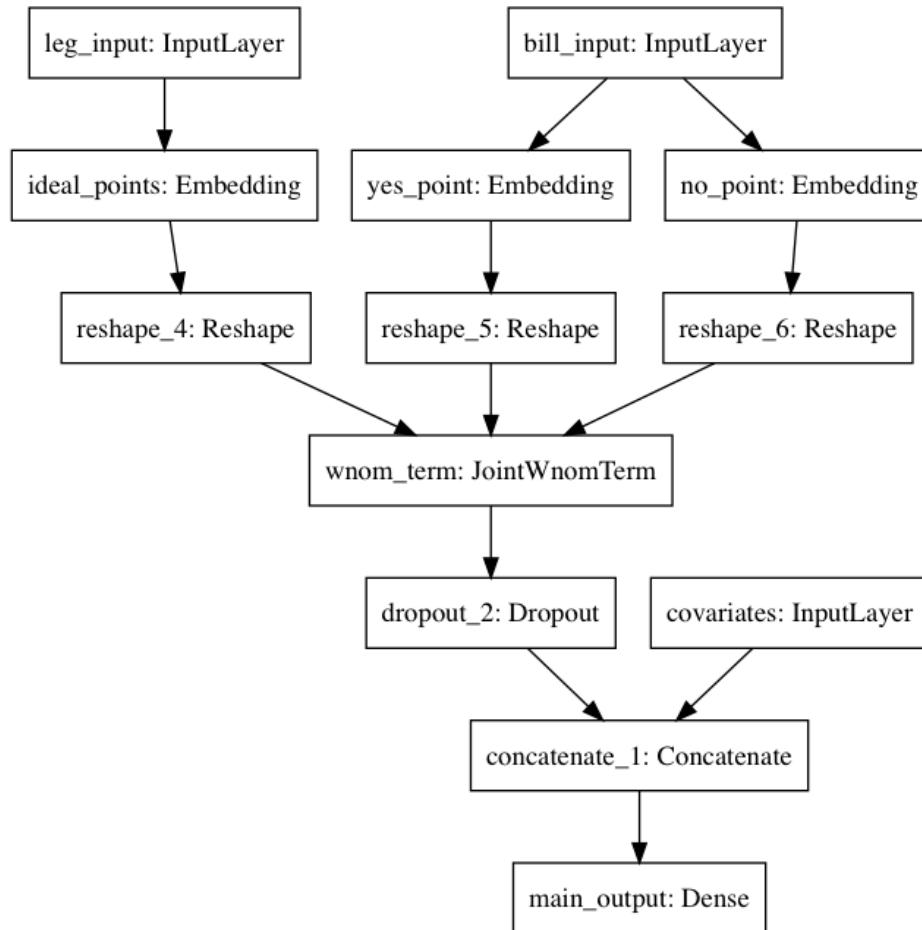 leg_input: InputLayer
bill_input: InputLayer
ideal_points: Embedding
yes_point: Embedding
no_point: Embedding
reshape_4: Reshape
reshape_5: Reshape
reshape_6: Reshape
wnom_term: JointWnomTerm
dropout_2: Dropout
covariates: InputLayer
concatenate_1: Concatenate
main_output: Dense